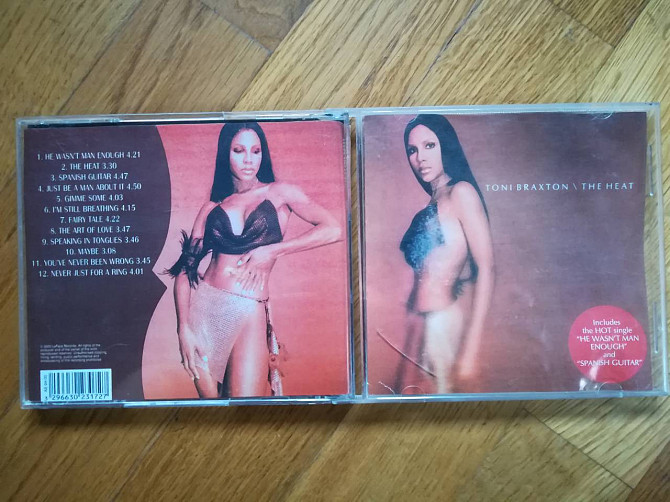 1. HE WASN'T MAN ENOUGH 4.21
2. THE HEAT 3.30
3. SPANISH GUITAR 4.47
4. JUST BE A MAN ABOUT IT 4.50
5. GIMME SOME 4.03
6. I'M STILL BREATHING 4.15
7. FAIRY TALE 4.22
8. THE ART OF LOVE 3.47
9. SPEAKING IN TONGUES 3.46
10. MAYBE 3.08
11. YOU'VE NEVER BEEN WRONG 3.45
12. NEVER JUST FOR A RING 4.01
3 296630 231727
TONI BRAXTON \ THE HEAT
Includes
the HOT single
"HE WASN'T MAN
ENOUGH"
and
"SPANISH GUITAR"